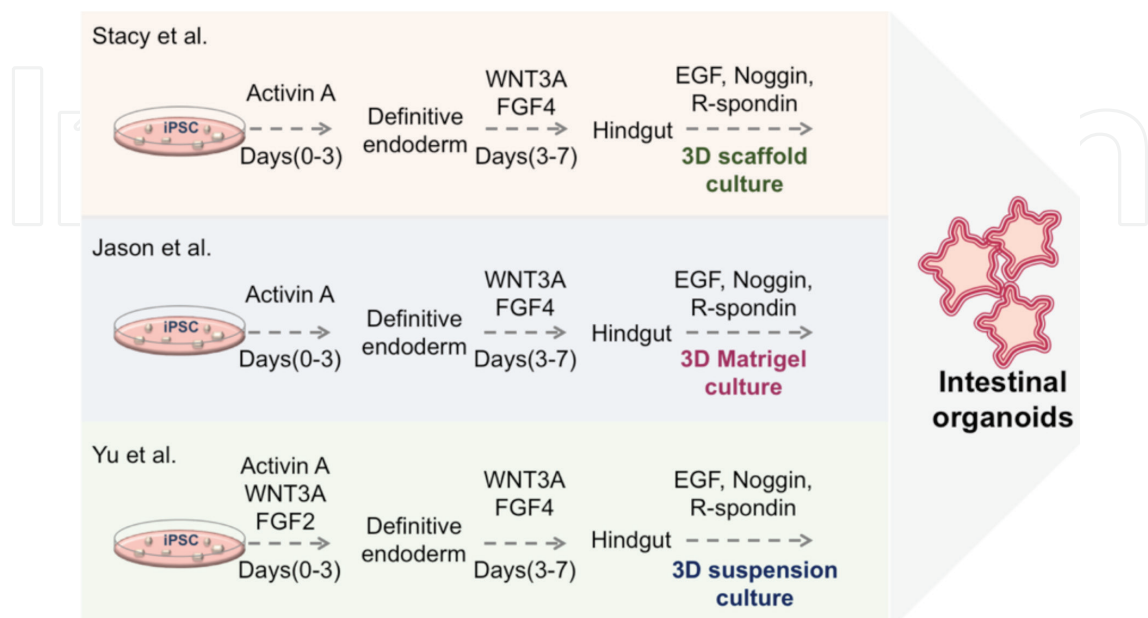 Stacy et al.
iPSC
Activin A
Days(0-3)
Definitive
endoderm
WNT3A
FGF4
Days(3-7)
Hindgut
EGF, Noggin,
R-spondin
3D scaffold
culture
Jason et al.
iPSC
Activin A
Days(0-3)
Definitive
endoderm
WNT3A
FGF4
Days(3-7)
Hindgut
EGF, Noggin,
R-spondin
3D Matrigel
culture
Yu et al.
iPSC
Activin A
WNT3A
FGF2
Days(0-3)
Definitive
endoderm
WNT3A
FGF4
Days(3-7)
Hindgut
EGF, Noggin,
R-spondin
3D suspension
culture
Intestinal
organoids